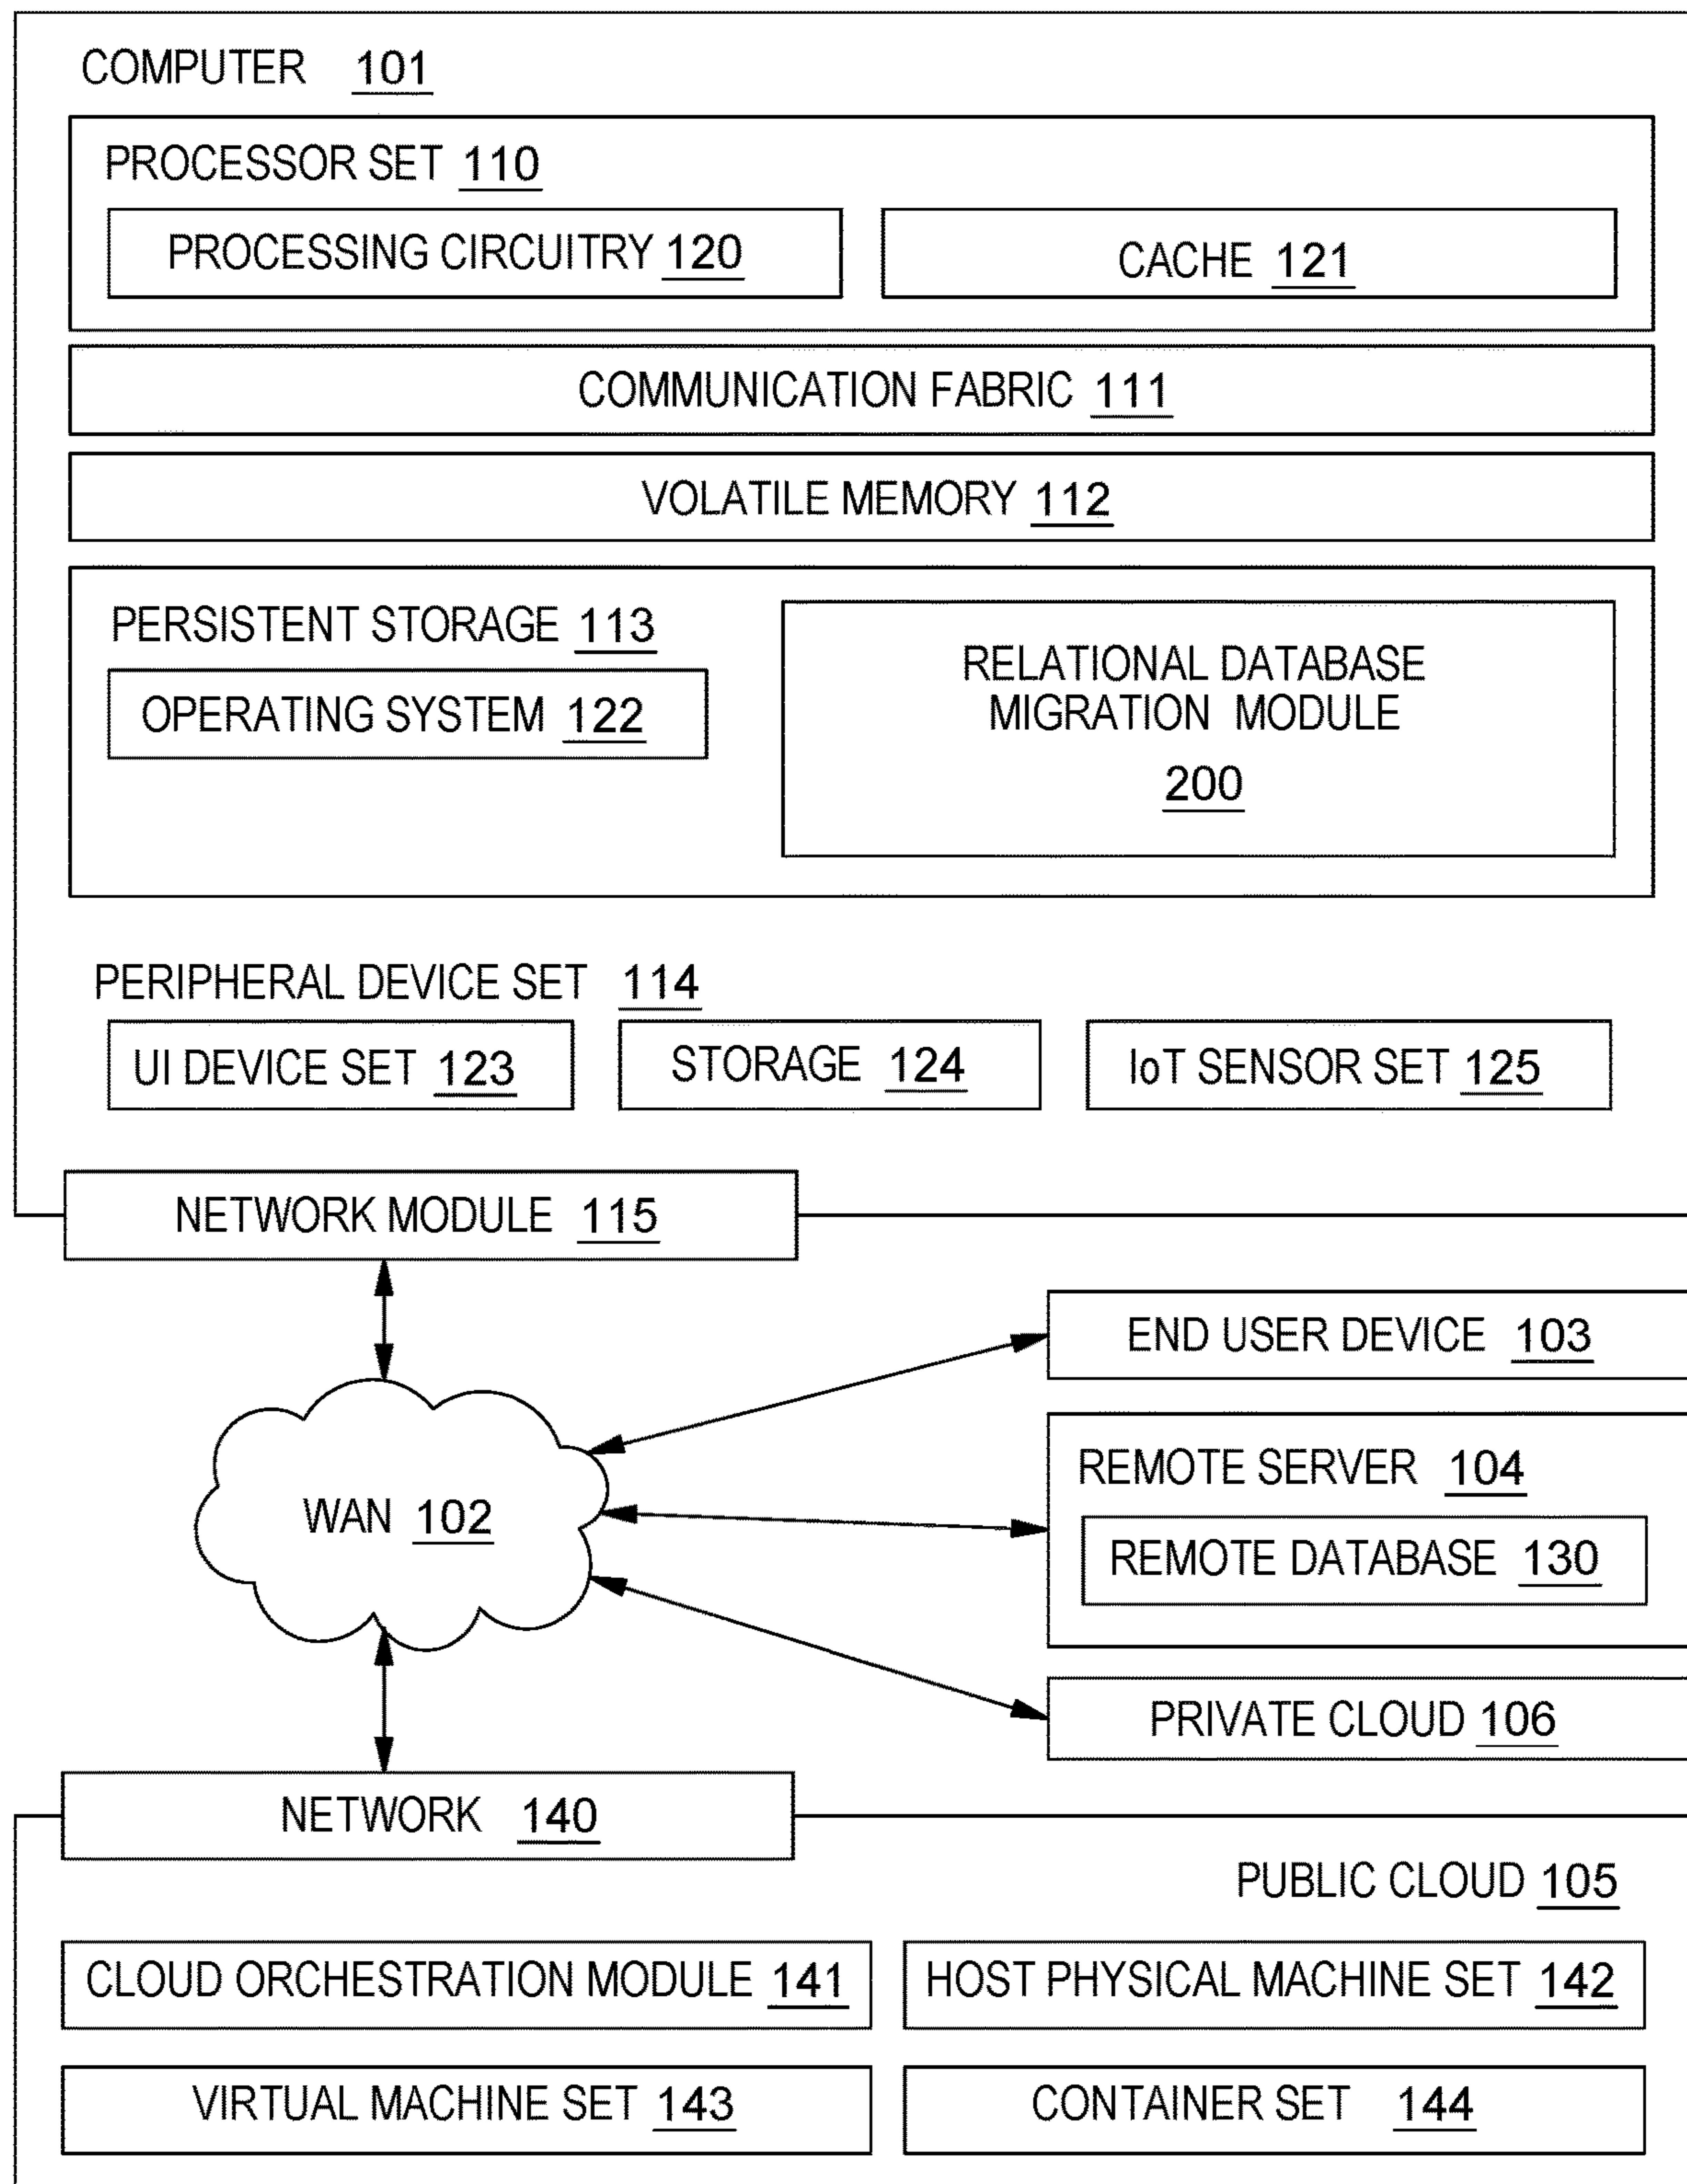 COMPUTER 101
PROCESSOR SET 110
PROCESSING CIRCUITRY 120
CACHE 121
COMMUNICATION FABRIC 111
VOLATILE MEMORY 112
PERSISTENT STORAGE 113
OPERATING SYSTEM 122
RELATIONAL DATABASE
MIGRATION MODULE
200
PERIPHERAL DEVICE SET 114
UI DEVICE SET 123
STORAGE 124
IoT SENSOR SET 125
NETWORK MODULE 115
END USER DEVICE 103
REMOTE SERVER 104
WAN 102
REMOTE DATABASE 130
PRIVATE CLOUD 106
NETWORK 140
PUBLIC CLOUD 105
CLOUD ORCHESTRATION MODULE 141
HOST PHYSICAL MACHINE SET 142
VIRTUAL MACHINE SET 143
CONTAINER SET 144